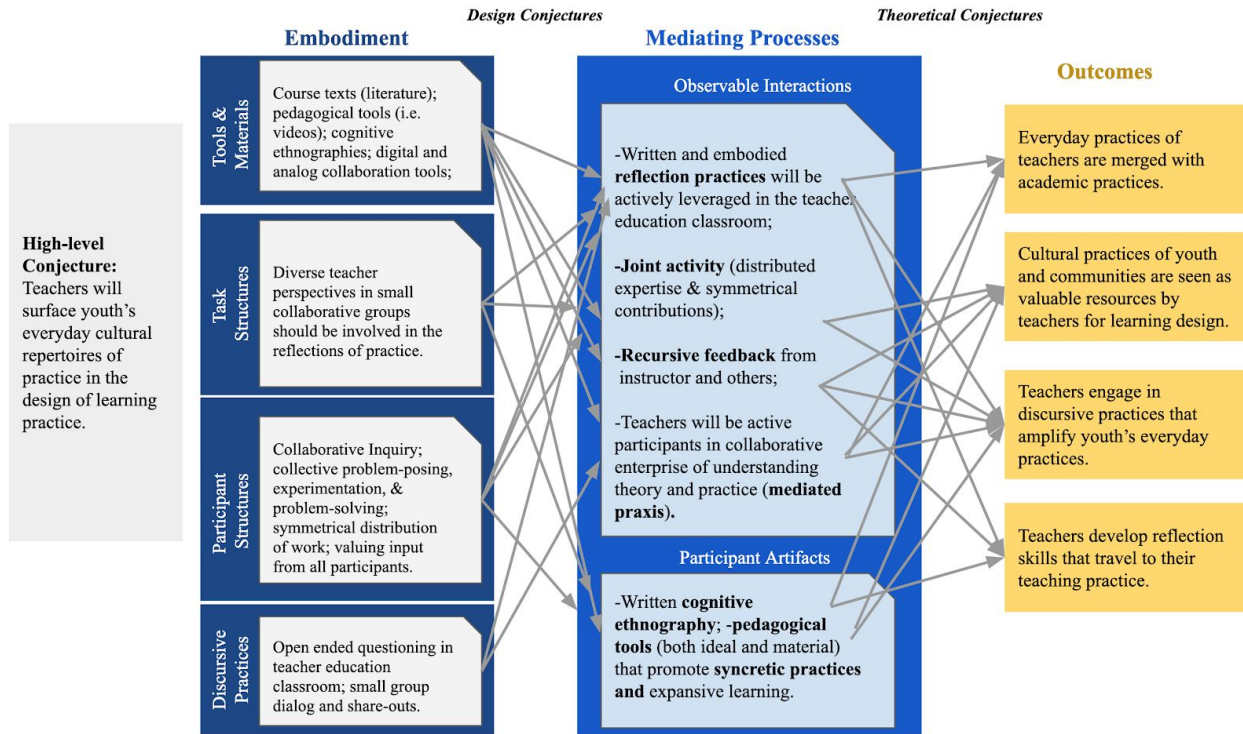 Design Conjectures
Theoretical Conjectures
Embodiment
Mediating Processes
Outcomes
High-level
Conjecture:
Teachers will
surface youth's
everyday cultural
repertoires of
practice in the
design of learning
practice.
Tools &
Materials
Course texts (literature);
pedagogical tools (i.e.
videos); cognitive
ethnographies; digital and
analog collaboration tools;
Task
Structures
Diverse teacher
perspectives in small
collaborative groups
should be involved in the
reflections of practice.
Participant
Structures
Collaborative Inquiry;
collective problem-posing,
experimentation, &
problem-solving;
symmetrical distribution
of work; valuing input
from all participants.
Discursive
Practices
Open ended questioning in
teacher education
classroom; small group
dialog and share-outs.
Observable Interactions
-Written and embodied
reflection practices will be
actively leveraged in the teacher
education classroom;
-Joint activity (distributed
expertise & symmetrical
contributions);
-Recursive feedback from
instructor and others;
-Teachers will be active
participants in collaborative
enterprise of understanding
theory and practice (mediated
praxis).
Participant Artifacts
-Written cognitive
ethnography; -pedagogical
tools (both ideal and material)
that promote syncretic practices
and expansive learning.
Everyday practices of
teachers are merged with
academic practices.
Cultural practices of youth
and communities are seen as
valuable resources by
teachers for learning design.
Teachers engage in
discursive practices that
amplify youth's everyday
practices.
Teachers develop reflection
skills that travel to their
teaching practice.